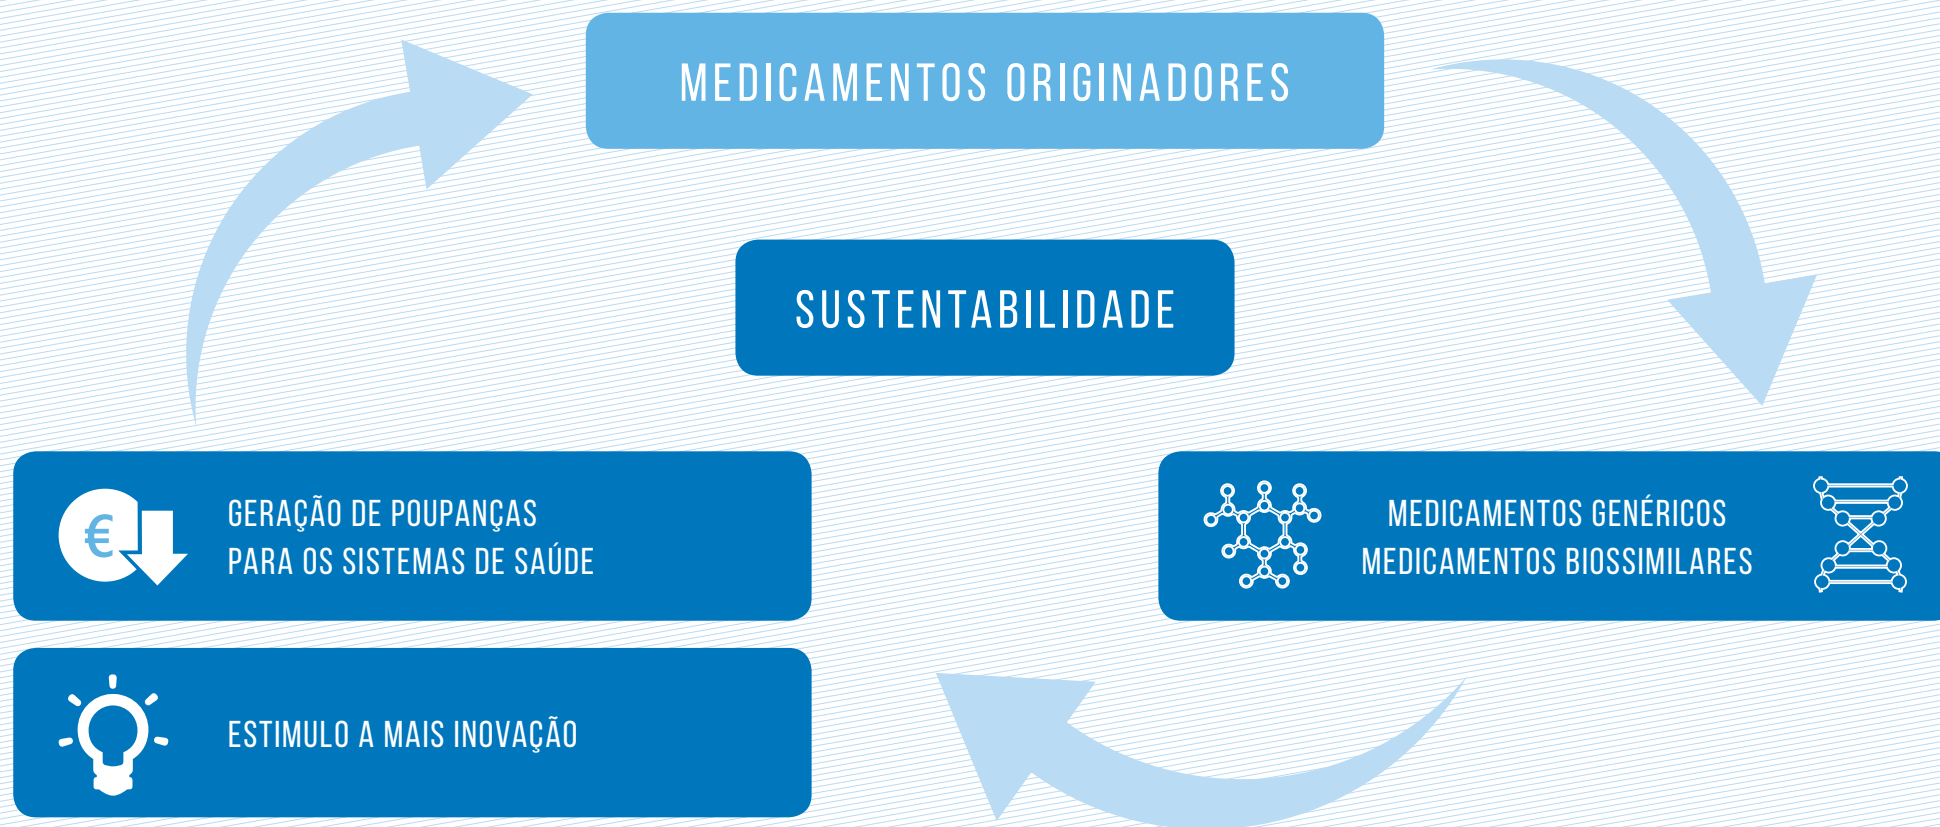 MEDICAMENTOS ORIGINADORES
SUSTENTABILIDADE
€
GERAÇÃO DE POUPANÇAS
PARA OS SISTEMAS DE SAÚDE
MEDICAMENTOS GENÉRICOS
MEDICAMENTOS BIOSSIMILARES
ESTIMULO A MAIS INOVAÇÃO